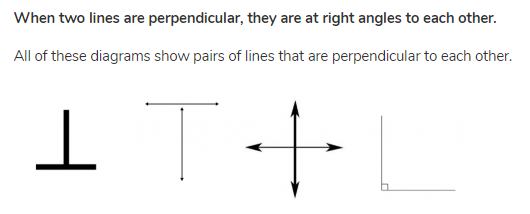 When two lines are perpendicular, they are at right angles to each other.
All of these diagrams show pairs of lines that are perpendicular to each other.